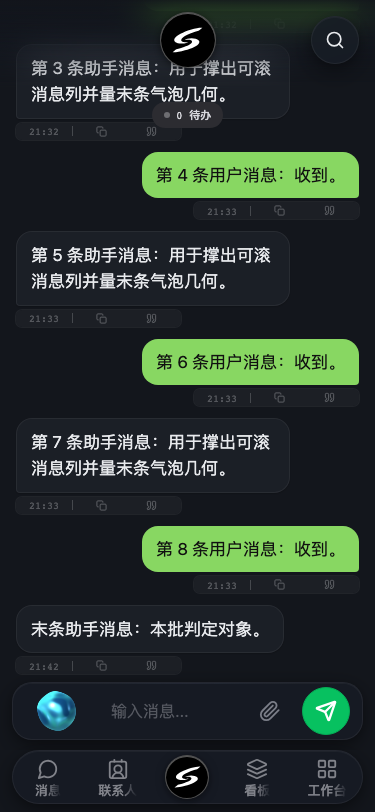 第 3 条助手消息：用于撑出可滚
消息列并量末条气泡几何。
0 待办
21:32
第 4 条用户消息：收到。
21:33
第 5 条助手消息：用于撑出可滚
消息列并量末条气泡几何。
21:33
第 6 条用户消息：收到。
21:33
第 7 条助手消息：用于撑出可滚
消息列并量末条气泡几何。
21:33
第 8 条用户消息：收到。
21:33
末条助手消息：本批判定对象。
21:42
输入消息...
消息
联系人
看板
工作台